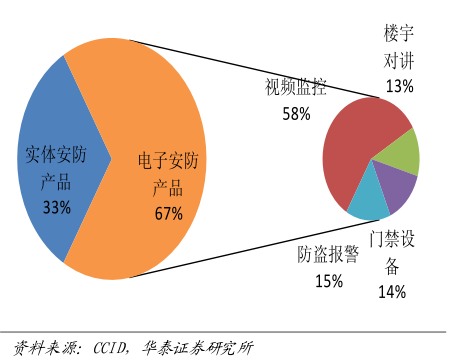 实体安防
产品
33%
电子安防
产品
67%
视频监控
58%
楼宇
对讲
13%
门禁设
备
14%
防盗报警
15%
资料来源：CCID，华泰证券研究所